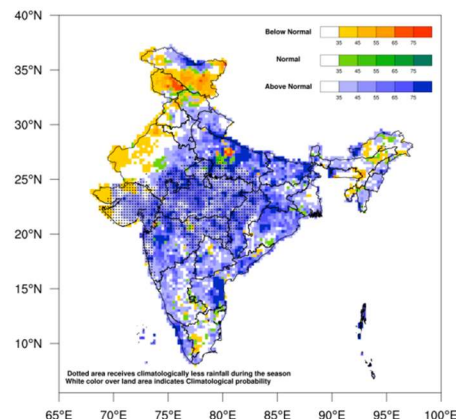 40°N
Below Normal
35 45 55 65 75
Normal
35 45 55 65 75
Above Normal
35 45 55 65 75
35°N
30°N
25°N
20°N
15°N
10°N
Dotted area receives climatologically less rainfall during the season
White color over land area indicates Climatological probability
65°E 70°E 75°E 80°E 85°E 90°E 95°E 100°E